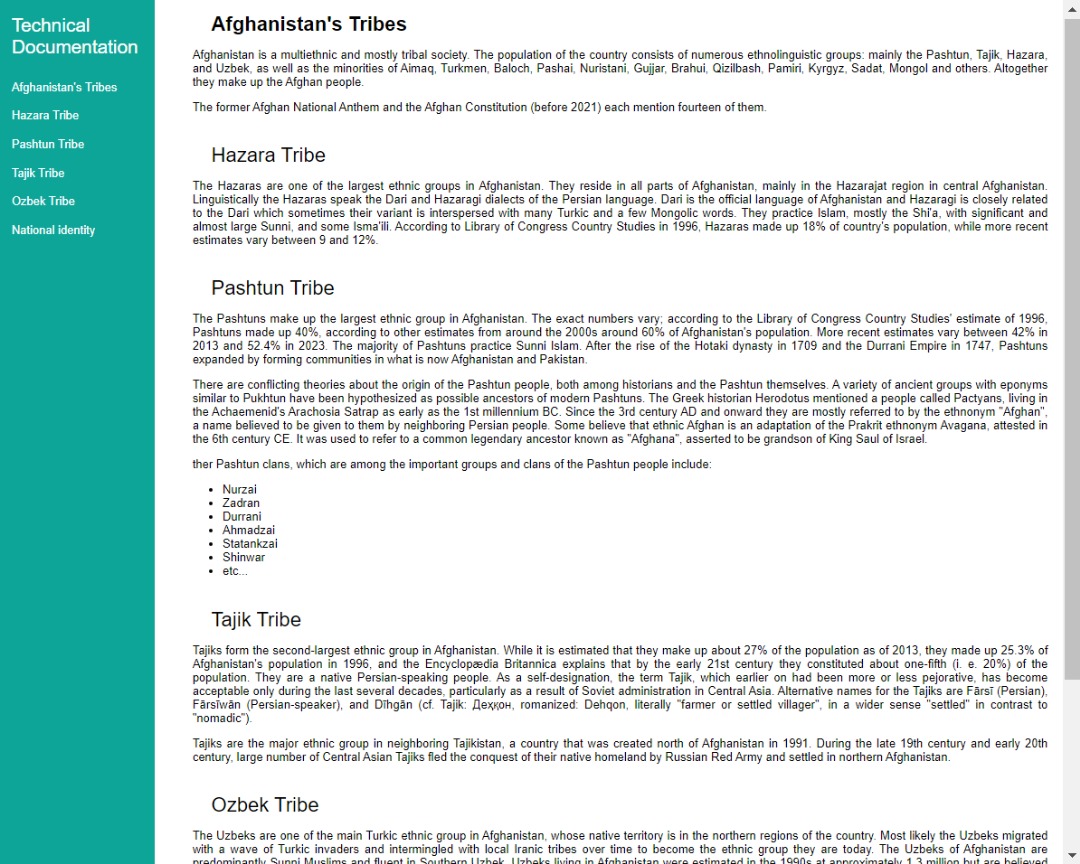 Technical
Documentation
Afghanistan's Tribes
Hazara Tribe
Pashtun Tribe
Tajik Tribe
Ozbek Tribe
National identity
Afghanistan's Tribes
Afghanistan is a multiethnic and mostly tribal society. The population of the country consists of numerous ethnolinguistic groups: mainly the Pashtun, Tajik, Hazara,
and Uzbek, as well as the minorities of Aimaq, Turkmen, Baloch, Pashai, Nuristani, Gujjar, Brahui, Qizilbash, Pamiri, Kyrgyz, Sadat, Mongol and others. Altogether
they make up the Afghan people.
The former Afghan National Anthem and the Afghan Constitution (before 2021) each mention fourteen of them.
Hazara Tribe
The Hazaras are one of the largest ethnic groups in Afghanistan. They reside in all parts of Afghanistan, mainly in the Hazarajat region in central Afghanistan.
Linguistically the Hazaras speak the Dari and Hazaragi dialects of the Persian language. Dari is the official language of Afghanistan and Hazaragi is closely related
to the Dari which sometimes their variant is interspersed with many Turkic and a few Mongolic words. They practice Islam, mostly the Shi'a, with significant and
almost large Sunni, and some Isma'ili. According to Library of Congress Country Studies in 1996, Hazaras made up 18% of country's population, while more recent
estimates vary between 9 and 12%.
Pashtun Tribe
The Pashtuns make up the largest ethnic group in Afghanistan. The exact numbers vary; according to the Library of Congress Country Studies' estimate of 1996,
Pashtuns made up 40%, according to other estimates from around the 2000s around 60% of Afghanistan's population. More recent estimates vary between 42% in
2013 and 52.4% in 2023. The majority of Pashtuns practice Sunni Islam. After the rise of the Hotaki dynasty in 1709 and the Durrani Empire in 1747, Pashtuns
expanded by forming communities in what is now Afghanistan and Pakistan.
There are conflicting theories about the origin of the Pashtun people, both among historians and the Pashtun themselves. A variety of ancient groups with eponyms
similar to Pukhtun have been hypothesized as possible ancestors of modern Pashtuns. The Greek historian Herodotus mentioned a people called Pactyans, living in
the Achaemenid's Arachosia Satrap as early as the 1st millennium BC. Since the 3rd century AD and onward they are mostly referred to by the ethnonym "Afghan",
a name believed to be given to them by neighboring Persian people. Some believe that ethnic Afghan is an adaptation of the Prakrit ethnonym Avagana, attested in
the 6th century CE. It was used to refer to a common legendary ancestor known as "Afghana", asserted to be grandson of King Saul of Israel.
ther Pashtun clans, which are among the important groups and clans of the Pashtun people include:
• Nurzai
• Zadran
• Durrani
• Ahmadzai
• Statankzai
• Shinwar
• etc...
Tajik Tribe
Tajiks form the second-largest ethnic group in Afghanistan. While it is estimated that they make up about 27% of the population as of 2013, they made up 25.3% of
Afghanistan's population in 1996, and the Encyclopædia Britannica explains that by the early 21st century they constituted about one-fifth (i. e. 20%) of the
population. They are a native Persian-speaking people. As a self-designation, the term Tajik, which earlier on had been more or less pejorative, has become
acceptable only during the last several decades, particularly as a result of Soviet administration in Central Asia. Alternative names for the Tajiks are Fārsī (Persian),
Fārsīwān (Persian-speaker), and Dīhgān (cf. Tajik: Деҳқон, romanized: Dehqon, literally "farmer or settled villager", in a wider sense "settled" in contrast to
"nomadic").
Tajiks are the major ethnic group in neighboring Tajikistan, a country that was created north of Afghanistan in 1991. During the late 19th century and early 20th
century, large number of Central Asian Tajiks fled the conquest of their native homeland by Russian Red Army and settled in northern Afghanistan.
Ozbek Tribe
The Uzbeks are one of the main Turkic ethnic group in Afghanistan, whose native territory is in the northern regions of the country. Most likely the Uzbeks migrated
with a wave of Turkic invaders and intermingled with local Iranic tribes over time to become the ethnic group they are today. The Uzbeks of Afghanistan are
predominantly Sunni Muslims and fluent in Southern Uzbek. Uzbeks living in Afghanistan were estimated in the 1990s at approximately 1.3 million but are believed